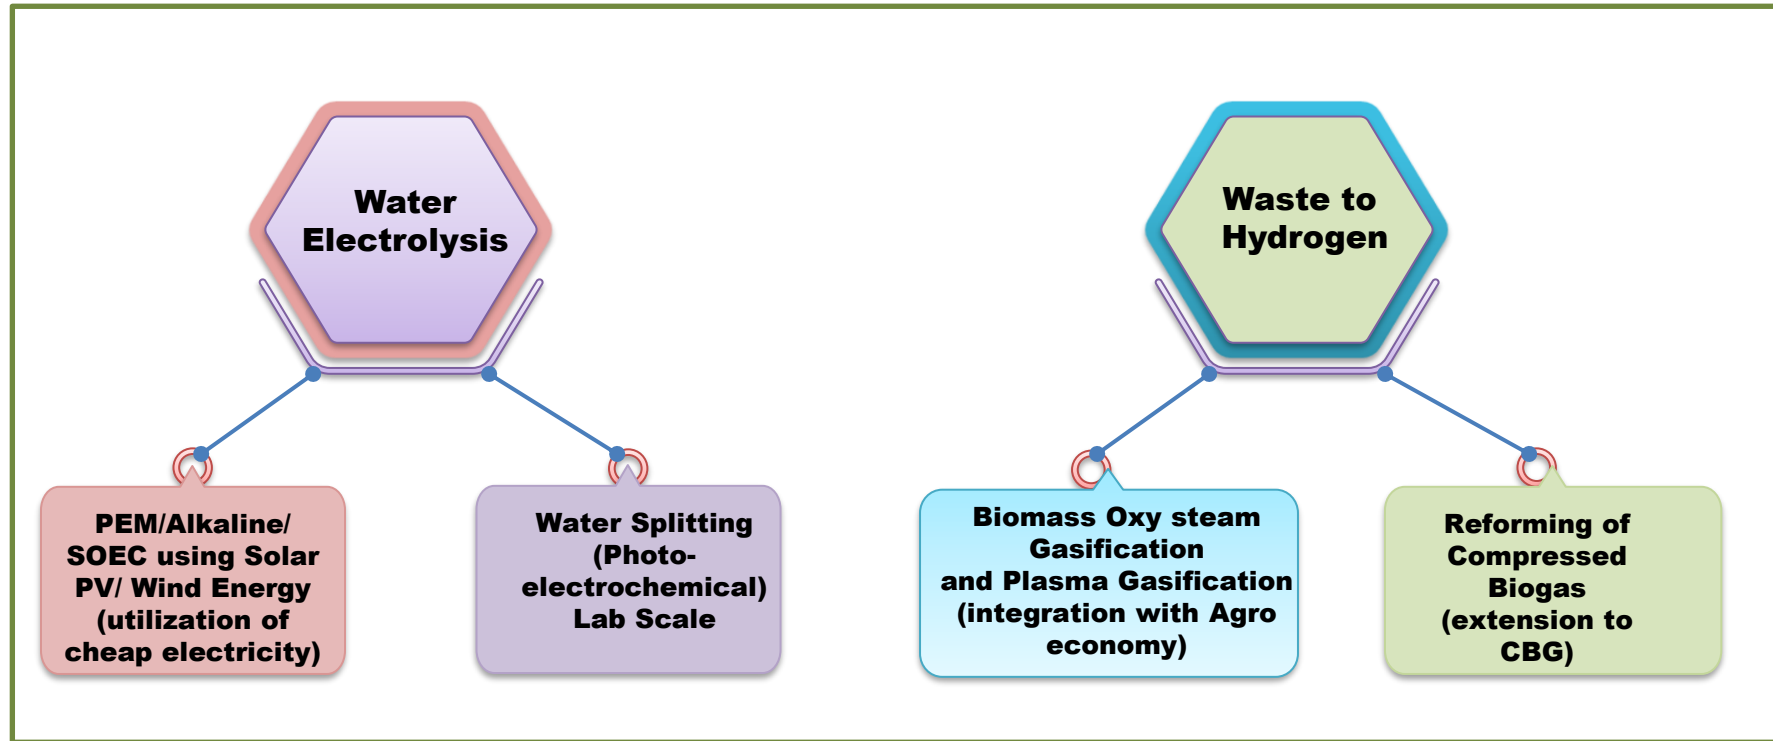 Water
Electrolysis
Waste to
Hydrogen
PEM/Alkaline/
SOEC using Solar
PV/ Wind Energy
(utilization of
cheap electricity)
Water Splitting
(Photo-
electrochemical)
Lab Scale
Biomass Oxy steam
Gasification
and Plasma Gasification
(integration with Agro
economy)
Reforming of
Compressed
Biogas
(extension to
CBG)